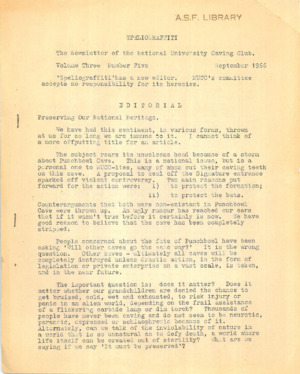 A.S.F. LIBRARY
SPELIOGRAFFITI
The Newsletter of the National University Caving Club.
Volume Three Number Five September 1966
'Speliograffiti' has a new editor. NUCC's committee
accepts no responsibility for its heresies.
EDITORIAL
Preserving Our National Heritage.
We have had this sentiment, in various forms, thrown
at us for so long we are immune to it. I cannot think of
a more offputting title for an article.
The subject rears its unwelcome head because of a storm
about Punchbowl Cave. This is a national issue, but is a
personal one to NUCC-ites, many of whom cut their caving teeth
on this cave. A proposal to seal off the Signature entrance
sparked off violent controversy. Two main reasons put
forward for the action were: i) to protect the formation;
ii) to protect the bats.
Counterarguments that both were non-existent in Punchbowl
Cave were thrown up. An ugly rumour has reached our ears
that if it wasn't true before it certainly is now. We have
good reason to believe that the cave has been completely
stripped.
People concerned about the fate of Punchbowl have been
asking "Will other caves go the same way?" It is the wrong
question. Other caves - ultimately all caves will be
completely destroyed unless drastic action, in the form of
legislation or private enterprise on a vast scale, is taken,
and in the near future.
The important question is: does it matter? Does it
matter whether our grandchildren are denied the chance to
get bruised, cold, wet and exhausted, to risk injury or
panic in an alien world, depending on the frail assistance
of a flickering carbide lamp or dim torch? Thousands of
people have never been caving and do not seem to be neurotic,
paranoic, depressed or schizophrenic because of it.
Alternately, can we talk of the inviolability of nature in
a world that is so unnatural as to defy death, a world where
life itself can be created out of sterility? What are we
saying if we say 'It must be preserved'?